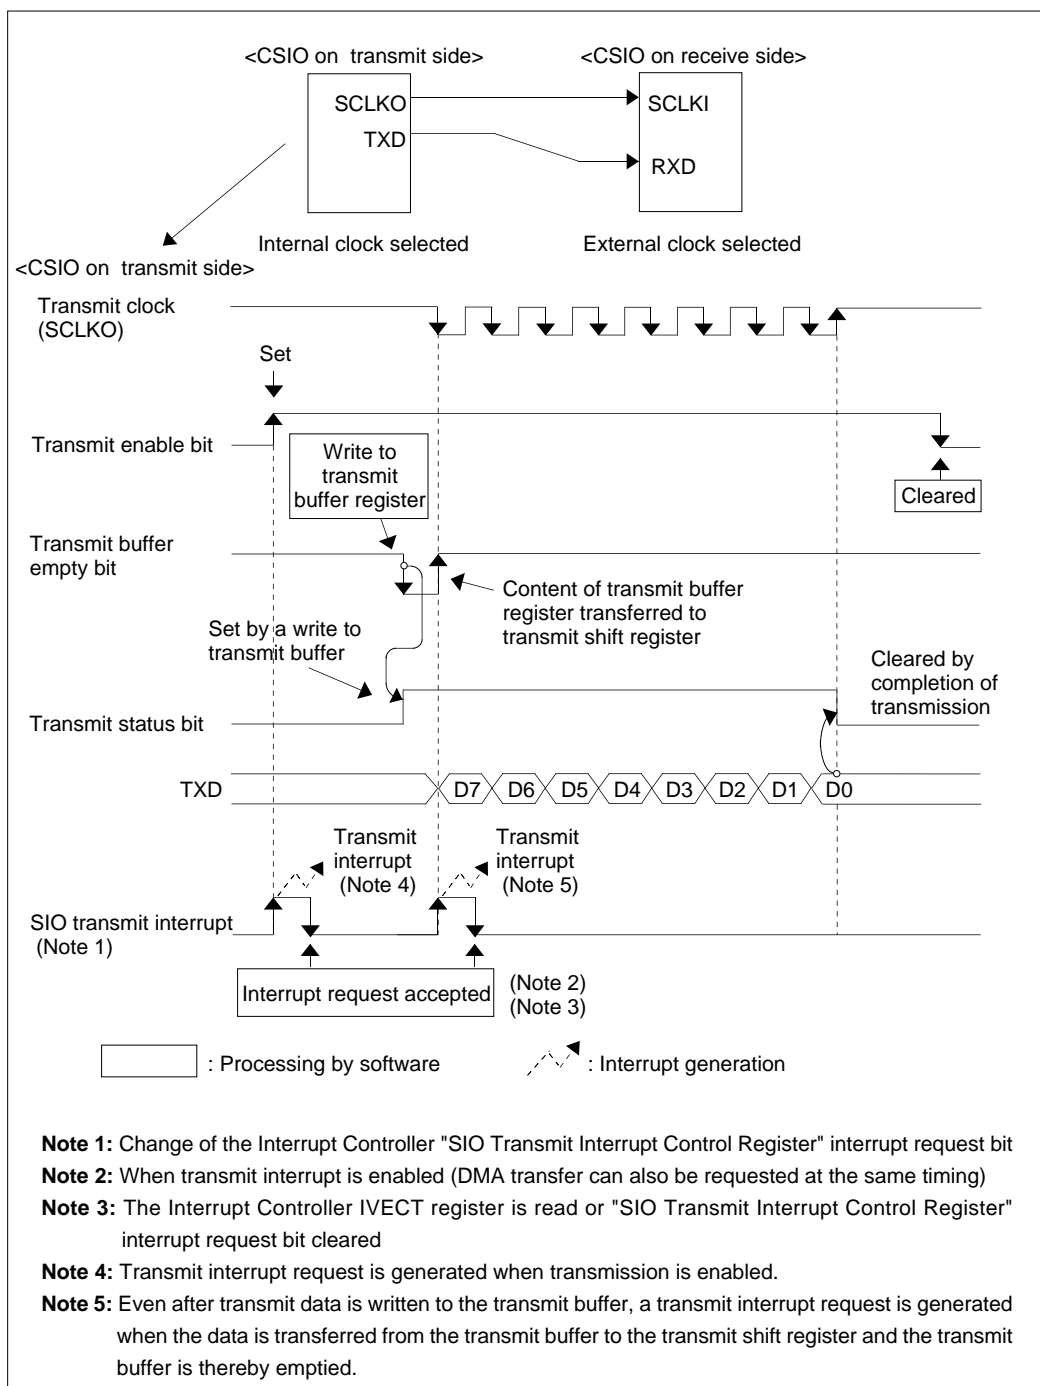 <CSIO on transmit side>
<CSIO on receive side>
SCLKO
SCLKI
TXD
RXD
Internal clock selected
External clock selected
<CSIO on transmit side>
Transmit clock
(SCLKO)
Set
Transmit enable bit
Write to
transmit
buffer register
Cleared
Transmit buffer
empty bit
Content of transmit buffer
register transferred to
transmit shift register
Set by a write to
transmit buffer
Cleared by
completion of
transmission
Transmit status bit
TXD
D7
D6
D5
D4
D3
D2
D1
D0
Transmit
interrupt
(Note 4)
Transmit
interrupt
(Note 5)
SIO transmit interrupt
(Note 1)
Interrupt request accepted
(Note 2)
(Note 3)
: Processing by software
: Interrupt generation
Note 1: Change of the Interrupt Controller "SIO Transmit Interrupt Control Register" interrupt request bit
Note 2: When transmit interrupt is enabled (DMA transfer can also be requested at the same timing)
Note 3: The Interrupt Controller IVECT register is read or "SIO Transmit Interrupt Control Register"
interrupt request bit cleared
Note 4: Transmit interrupt request is generated when transmission is enabled.
Note 5: Even after transmit data is written to the transmit buffer, a transmit interrupt request is generated
when the data is transferred from the transmit buffer to the transmit shift register and the transmit
buffer is thereby emptied.